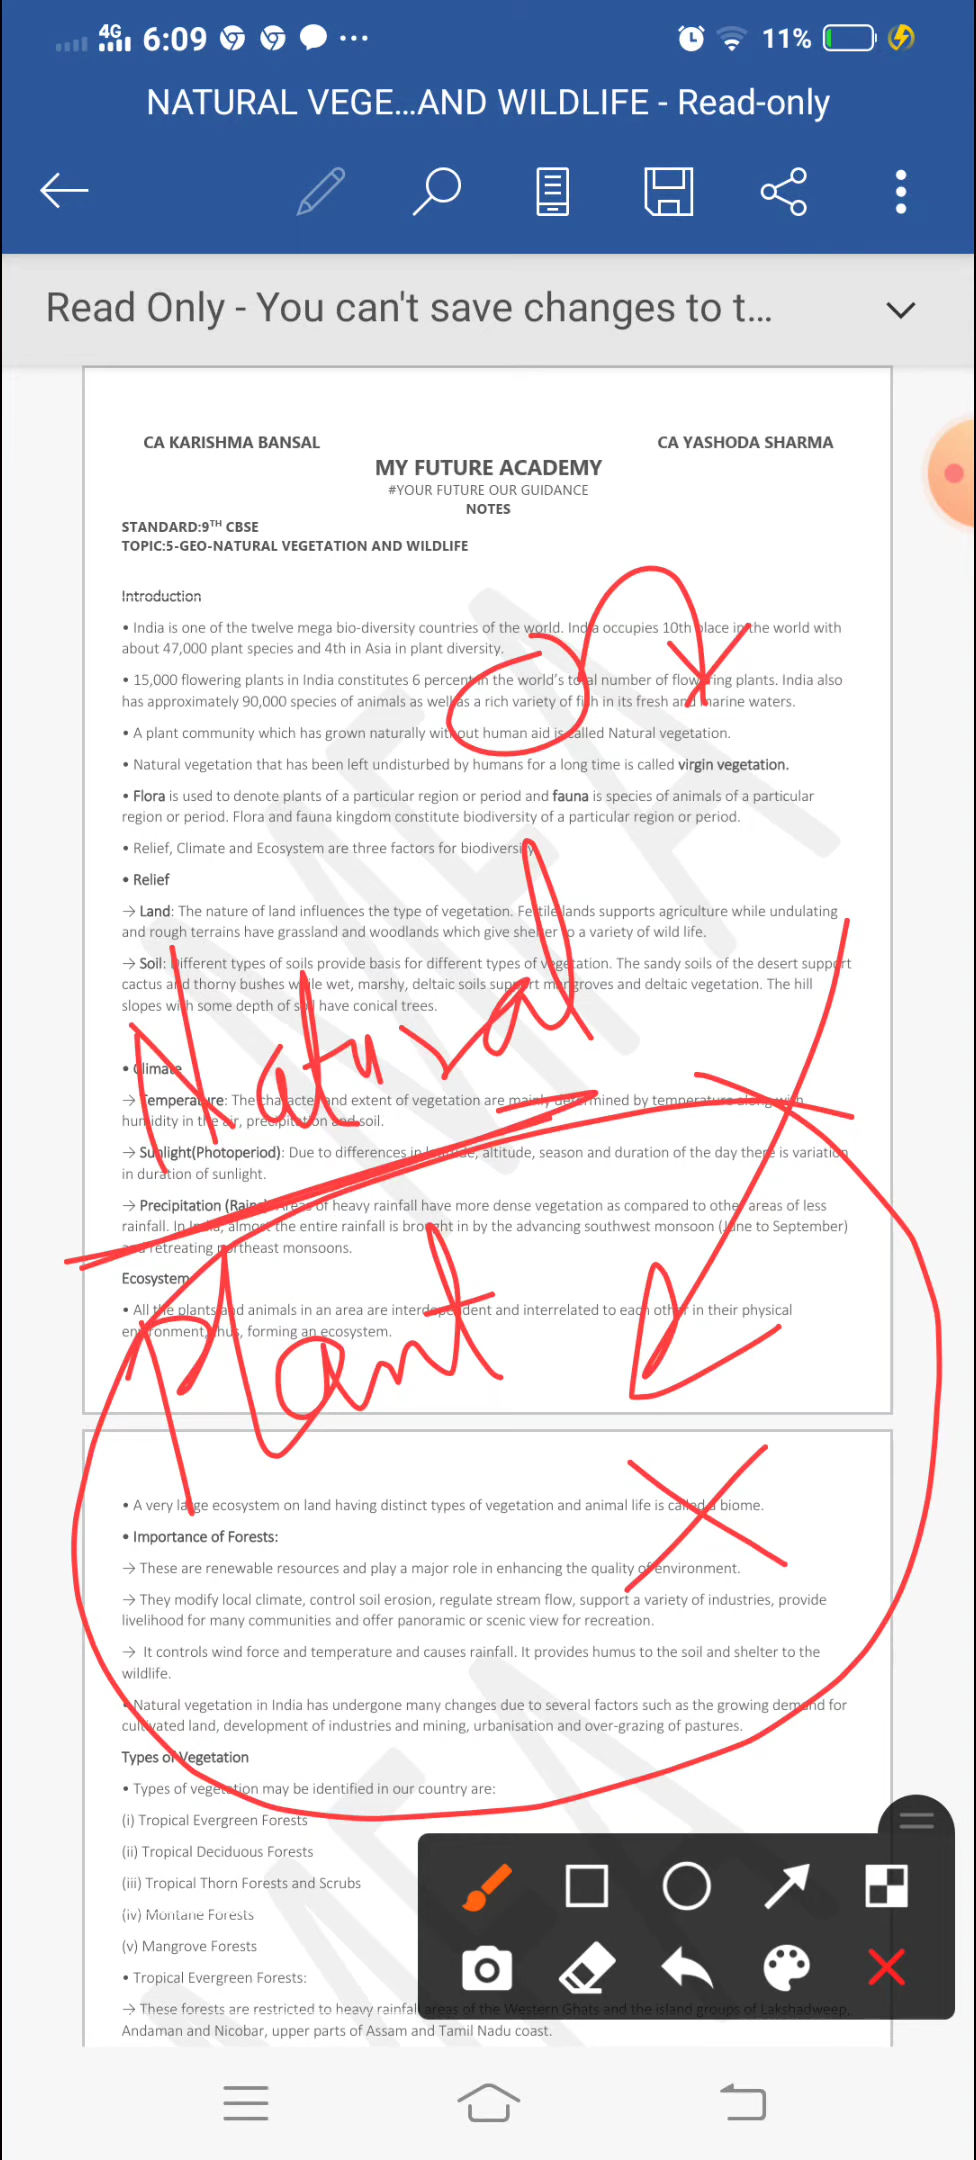 4G 6:09 ... 11%
NATURAL VEGE...AND WILDLIFE - Read-only
Read Only - You can't save changes to t...
CA KARISHMA BANSAL CA YASHODA SHARMA
MY FUTURE ACADEMY
#YOUR FUTURE OUR GUIDANCE
NOTES
STANDARD:9TH CBSE
TOPIC:5-GEO-NATURAL VEGETATION AND WILDLIFE
Introduction
• India is one of the twelve mega bio-diversity countries of the world. India occupies 10th place in the world with
about 47,000 plant species and 4th in Asia in plant diversity.
• 15,000 flowering plants in India constitutes 6 percent in the world's total number of flowering plants. India also
has approximately 90,000 species of animals as well as a rich variety of fish in its fresh and marine waters.
• A plant community which has grown naturally without human aid is called Natural vegetation.
• Natural vegetation that has been left undisturbed by humans for a long time is called virgin vegetation.
• Flora is used to denote plants of a particular region or period and fauna is species of animals of a particular
region or period. Flora and fauna kingdom constitute biodiversity of a particular region or period.
• Relief, Climate and Ecosystem are three factors for biodiversity
• Relief
→ Land: The nature of land influences the type of vegetation. Fertile lands supports agriculture while undulating
and rough terrains have grassland and woodlands which give shelter to a variety of wild life.
→ Soil: Different types of soils provide basis for different types of vegetation. The sandy soils of the desert support
cactus and thorny bushes while wet, marshy, deltaic soils support mangroves and deltaic vegetation. The hill
slopes with some depth of soil have conical trees.
Natural
• Climate
→ Temperature: The character and extent of vegetation are mainly determined by temperature along with
humidity in the air, precipitation and soil.
→ Sunlight(Photoperiod): Due to differences in latitude, altitude, season and duration of the day there is variation
in duration of sunlight.
→ Precipitation (Rains): Areas of heavy rainfall have more dense vegetation as compared to other areas of less
rainfall. In India, almost the entire rainfall is brought in by the advancing southwest monsoon (June to September)
and retreating northeast monsoons.
Ecosystem
• All the plants and animals in an area are interdependent and interrelated to each other in their physical
environment, thus, forming an ecosystem.
Plant
• A very large ecosystem on land having distinct types of vegetation and animal life is called a biome.
• Importance of Forests:
→ These are renewable resources and play a major role in enhancing the quality of environment.
→ They modify local climate, control soil erosion, regulate stream flow, support a variety of industries, provide
livelihood for many communities and offer panoramic or scenic view for recreation.
→ It controls wind force and temperature and causes rainfall. It provides humus to the soil and shelter to the
wildlife.
• Natural vegetation in India has undergone many changes due to several factors such as the growing demand for
cultivated land, development of industries and mining, urbanisation and over-grazing of pastures.
Types of Vegetation
• Types of vegetation may be identified in our country are:
(i) Tropical Evergreen Forests
(ii) Tropical Deciduous Forests
(iii) Tropical Thorn Forests and Scrubs
(iv) Montane Forests
(v) Mangrove Forests
• Tropical Evergreen Forests:
→ These forests are restricted to heavy rainfall areas of the Western Ghats and the island groups of Lakshadweep,
Andaman and Nicobar, upper parts of Assam and Tamil Nadu coast.
MFA
MFA